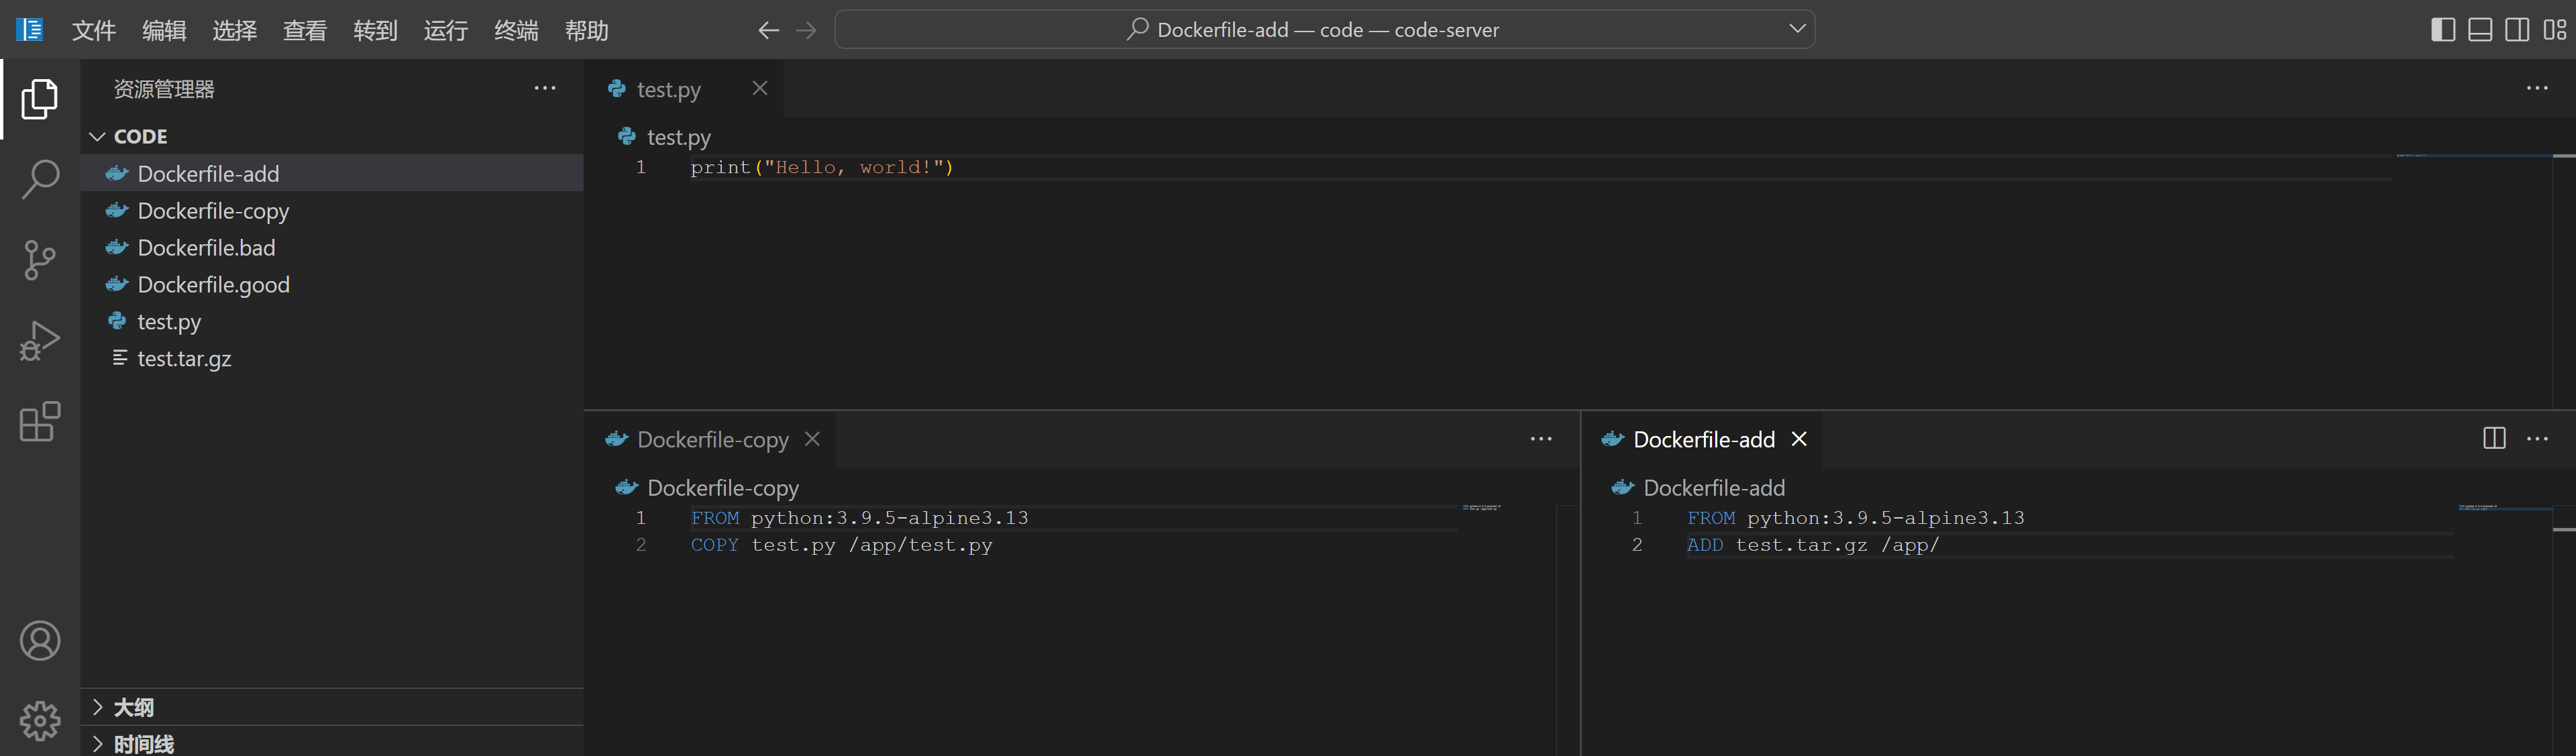 文件 编辑 选择 查看 转到 运行 终端 帮助 Dockerfile-add — code — code-server
资源管理器
CODE
Dockerfile-add
Dockerfile-copy
Dockerfile.bad
Dockerfile.good
test.py
test.tar.gz
大纲
时间线
test.py
test.py
1 print("Hello, world!")
Dockerfile-copy
Dockerfile-copy
1 FROM python:3.9.5-alpine3.13
2 COPY test.py /app/test.py
Dockerfile-add
Dockerfile-add
1 FROM python:3.9.5-alpine3.13
2 ADD test.tar.gz /app/